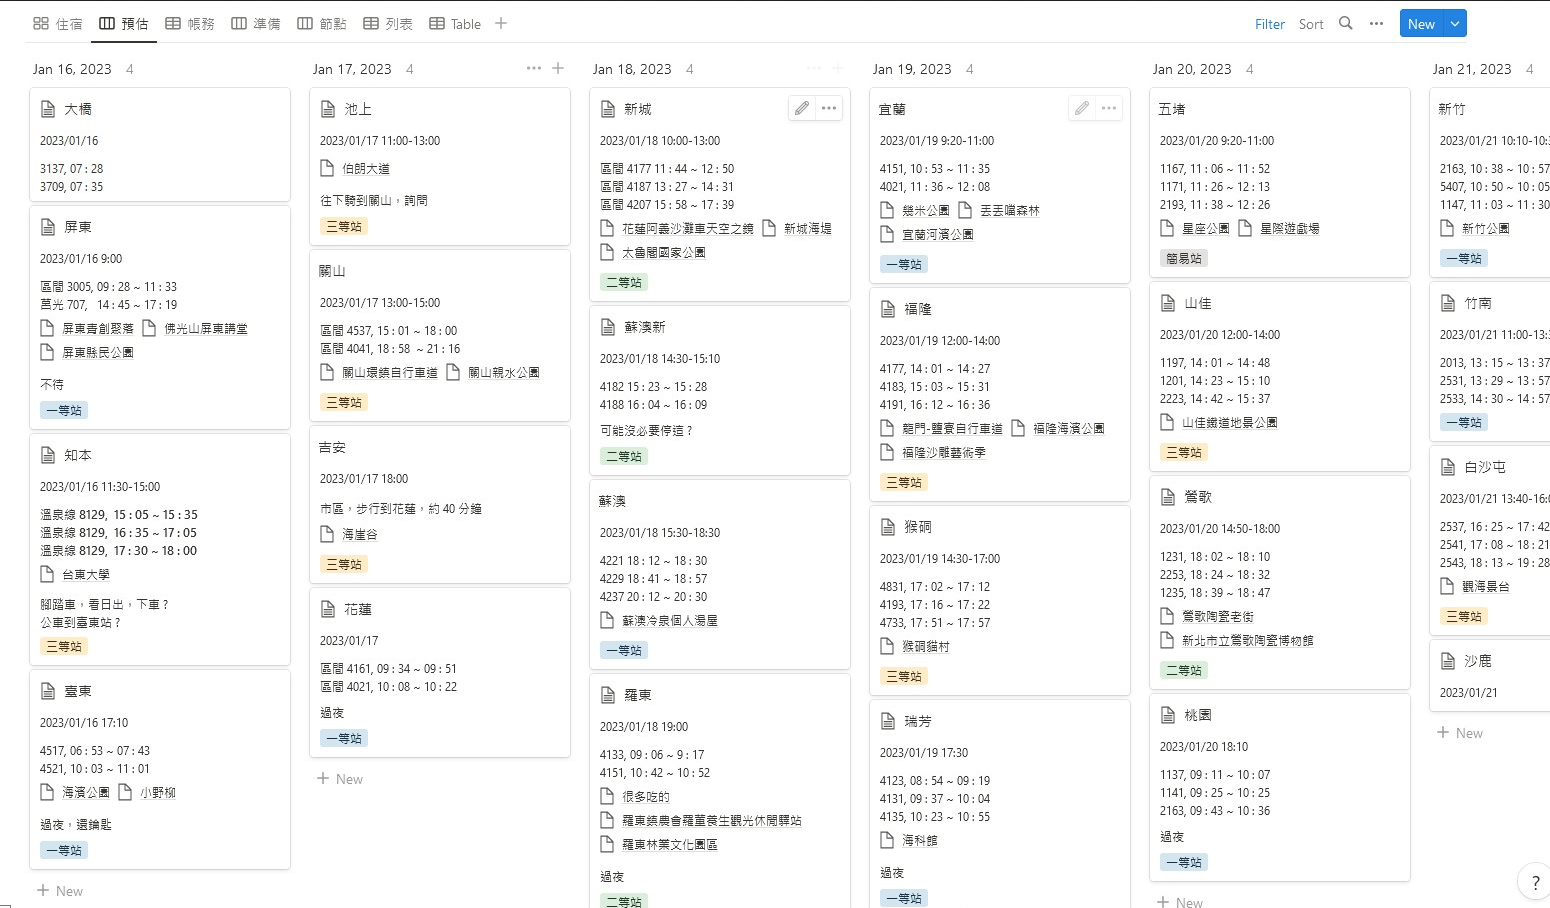 住宿 預估 帳務 準備 節點 列表 Table
Filter Sort New
Jan 16, 2023 4
大橋
2023/01/16
3137, 07 : 28
3709, 07 : 35
屏東
2023/01/16 9:00
區間 3005, 09 : 28 ~ 11 : 33
莒光 707, 14 : 45 ~ 17 : 19
屏東青創聚落 佛光山屏東講堂
屏東縣民公園
不待
一等站
知本
2023/01/16 11:30-15:00
溫泉線 8129, 15 : 05 ~ 15 : 35
溫泉線 8129, 16 : 35 ~ 17 : 05
溫泉線 8129, 17 : 30 ~ 18 : 00
台東大學
腳踏車，看日出，下車？
公車到臺東站？
三等站
臺東
2023/01/16 17:10
4517, 06 : 53 ~ 07 : 43
4521, 10 : 03 ~ 11 : 01
海濱公園 小野柳
過夜，還鑰匙
一等站
New
Jan 17, 2023 4
池上
2023/01/17 11:00-13:00
伯朗大道
往下騎到關山，詢問
三等站
關山
2023/01/17 13:00-15:00
區間 4537, 15 : 01 ~ 18 : 00
區間 4041, 18 : 58 ~ 21 : 16
關山環鎮自行車道 關山親水公園
三等站
吉安
2023/01/17 18:00
市區，步行到花蓮，約 40 分鐘
海崖谷
三等站
花蓮
2023/01/17
區間 4161, 09 : 34 ~ 09 : 51
區間 4021, 10 : 08 ~ 10 : 22
過夜
一等站
New
Jan 18, 2023 4
新城
2023/01/18 10:00-13:00
區間 4177 11 : 44 ~ 12 : 50
區間 4187 13 : 27 ~ 14 : 31
區間 4207 15 : 58 ~ 17 : 39
花蓮阿義沙灘車天空之鏡 新城海堤
太魯閣國家公園
二等站
蘇澳新
2023/01/18 14:30-15:10
4182 15 : 23 ~ 15 : 28
4188 16 : 04 ~ 16 : 09
可能沒必要停這？
二等站
蘇澳
2023/01/18 15:30-18:30
4221 18 : 12 ~ 18 : 30
4229 18 : 41 ~ 18 : 57
4237 20 : 12 ~ 20 : 30
蘇澳冷泉個人湯屋
一等站
羅東
2023/01/18 19:00
4133, 09 : 06 ~ 9 : 17
4151, 10 : 42 ~ 10 : 52
很多吃的
羅東鎮農會羅董養生觀光休閒驛站
羅東林業文化園區
過夜
二等站
Jan 19, 2023 4
宜蘭
2023/01/19 9:20-11:00
4151, 10 : 53 ~ 11 : 35
4021, 11 : 36 ~ 12 : 08
幾米公園 丟丟噹森林
宜蘭河濱公園
一等站
福隆
2023/01/19 12:00-14:00
4177, 14 : 01 ~ 14 : 27
4183, 15 : 03 ~ 15 : 31
4191, 16 : 12 ~ 16 : 36
龍門-鹽寮自行車道 福隆海濱公園
福隆沙雕藝術季
三等站
猴硐
2023/01/19 14:30-17:00
4831, 17 : 02 ~ 17 : 12
4193, 17 : 16 ~ 17 : 22
4733, 17 : 51 ~ 17 : 57
猴硐貓村
三等站
瑞芳
2023/01/19 17:30
4123, 08 : 54 ~ 09 : 19
4131, 09 : 37 ~ 10 : 04
4135, 10 : 23 ~ 10 : 55
海科館
過夜
一等站
Jan 20, 2023 4
五堵
2023/01/20 9:20-11:00
1167, 11 : 06 ~ 11 : 52
1171, 11 : 26 ~ 12 : 13
2193, 11 : 38 ~ 12 : 26
星座公園 星際遊戲場
簡易站
山佳
2023/01/20 12:00-14:00
1197, 14 : 01 ~ 14 : 48
1201, 14 : 23 ~ 15 : 10
2223, 14 : 42 ~ 15 : 37
山佳鐵道地景公園
三等站
鶯歌
2023/01/20 14:50-18:00
1231, 18 : 02 ~ 18 : 10
2253, 18 : 24 ~ 18 : 32
1235, 18 : 39 ~ 18 : 47
鶯歌陶瓷老街
新北市立鶯歌陶瓷博物館
二等站
桃園
2023/01/20 18:10
1137, 09 : 11 ~ 10 : 07
1141, 09 : 25 ~ 10 : 25
2163, 09 : 43 ~ 10 : 36
過夜
一等站
New
Jan 21, 2023 4
新竹
2023/01/21 10:10-10:
2163, 10 : 38 ~ 10 : 57
5407, 10 : 50 ~ 10 : 05
1147, 11 : 03 ~ 11 : 30
新竹公園
一等站
竹南
2023/01/21 11:00-13:
2013, 13 : 15 ~ 13 : 37
2531, 13 : 29 ~ 13 : 57
2533, 14 : 30 ~ 14 : 57
一等站
白沙屯
2023/01/21 13:40-16:
2537, 16 : 25 ~ 17 : 42
2541, 17 : 08 ~ 18 : 21
2543, 18 : 13 ~ 19 : 28
觀海景台
三等站
沙鹿
2023/01/21
New
?